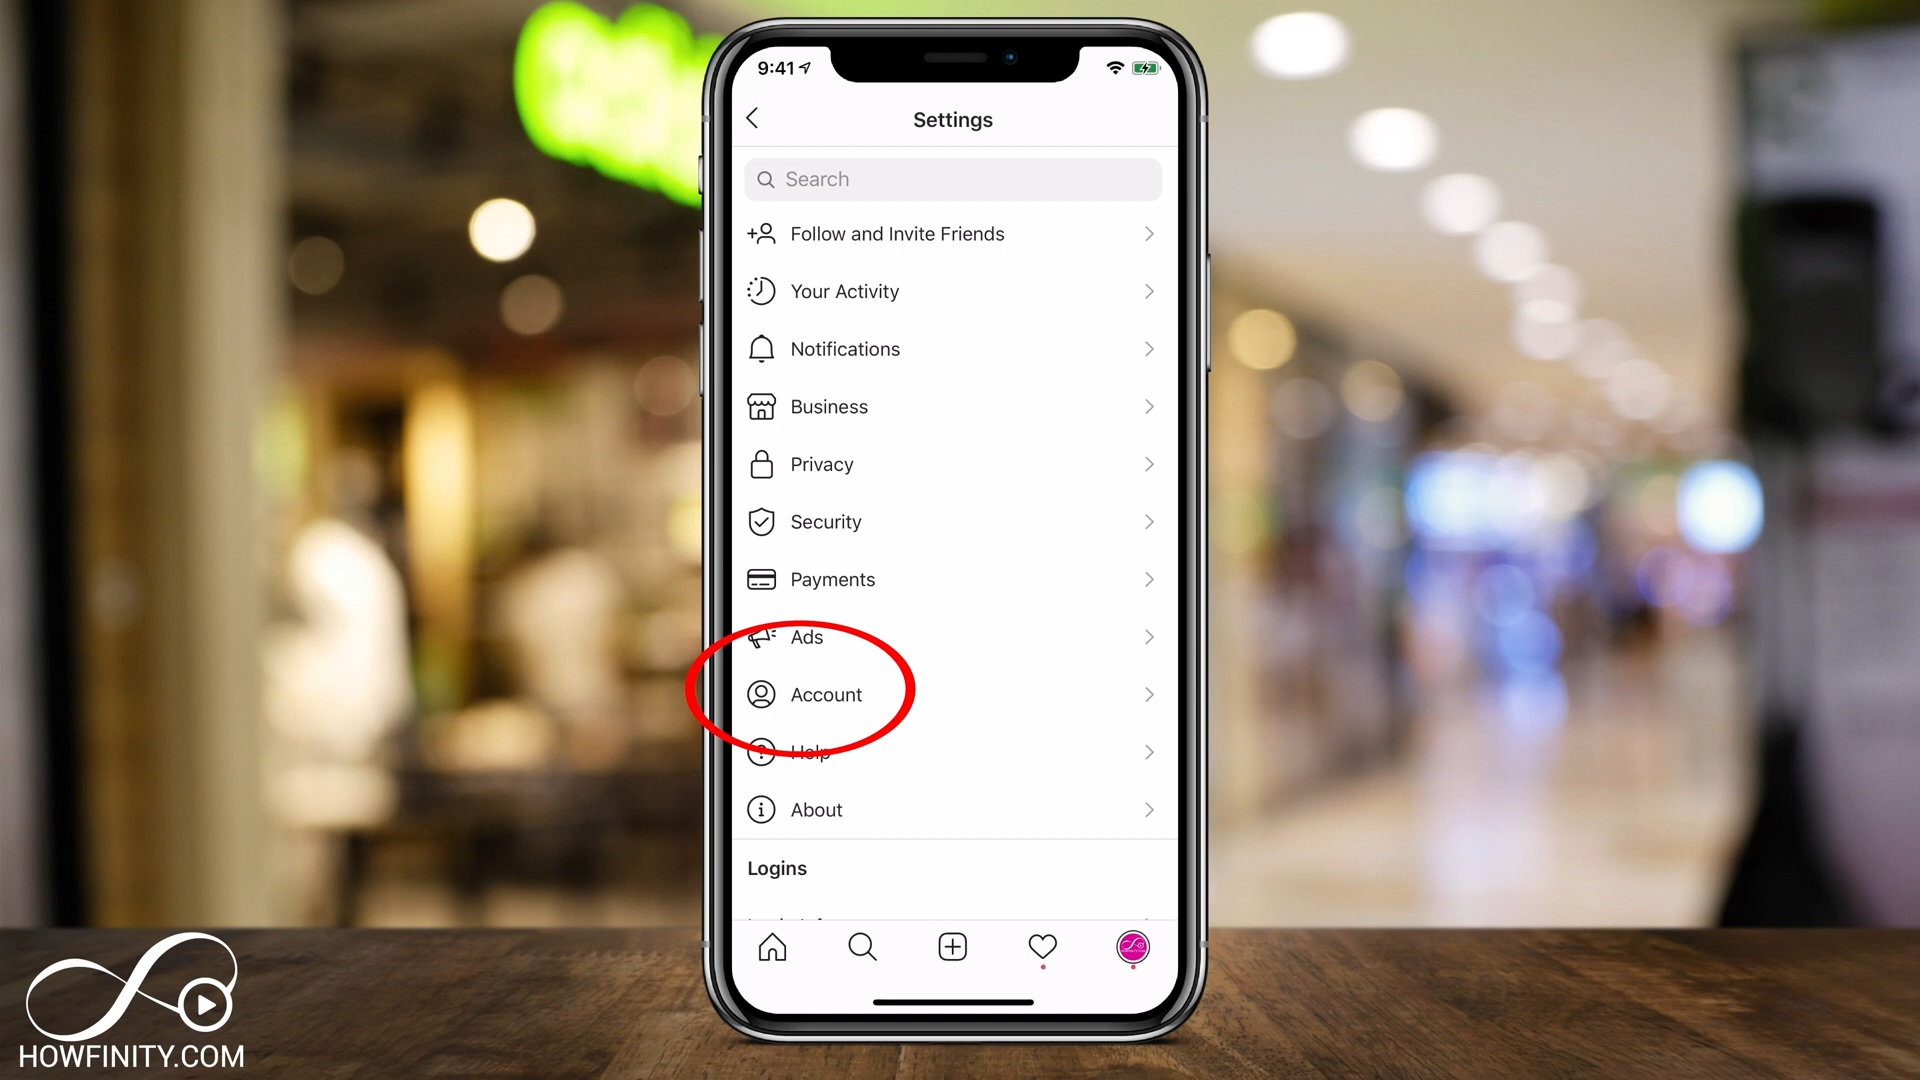 9:41
Settings
Search
Follow and Invite Friends
Your Activity
Notifications
Business
Privacy
Security
Payments
Ads
Account
Help
About
Logins
HOWFINITY.COM